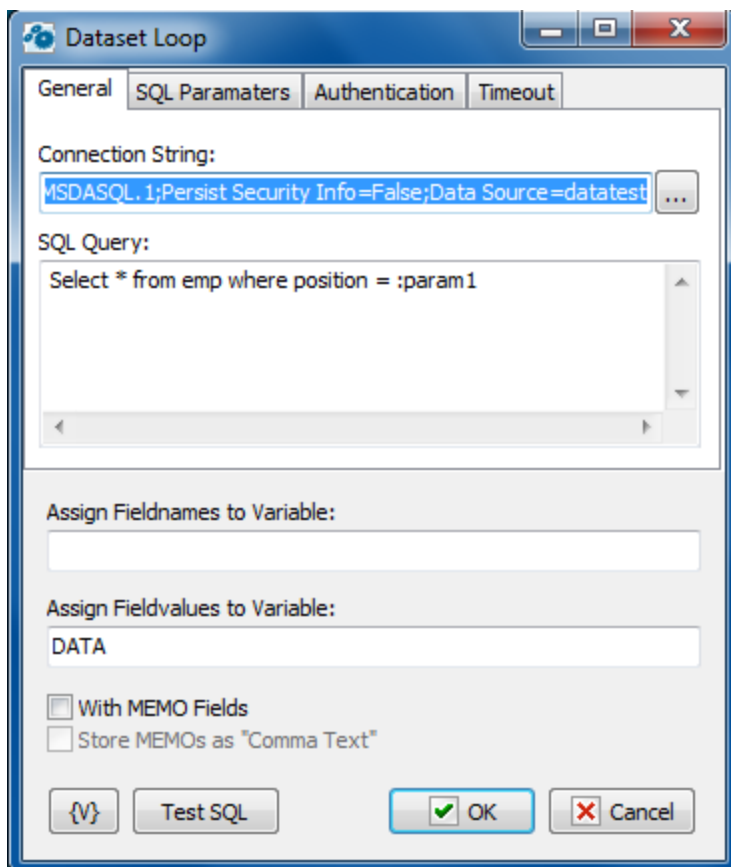 Dataset Loop
General SQL Paramaters Authentication Timeout
Connection String:
MSDASQL.1;Persist Security Info=False;Data Source=datatest ...
SQL Query:
Select * from emp where position = :param1
Assign Fieldnames to Variable:
Assign Fieldvalues to Variable:
DATA
With MEMO Fields
Store MEMOs as "Comma Text"
{V} Test SQL OK Cancel